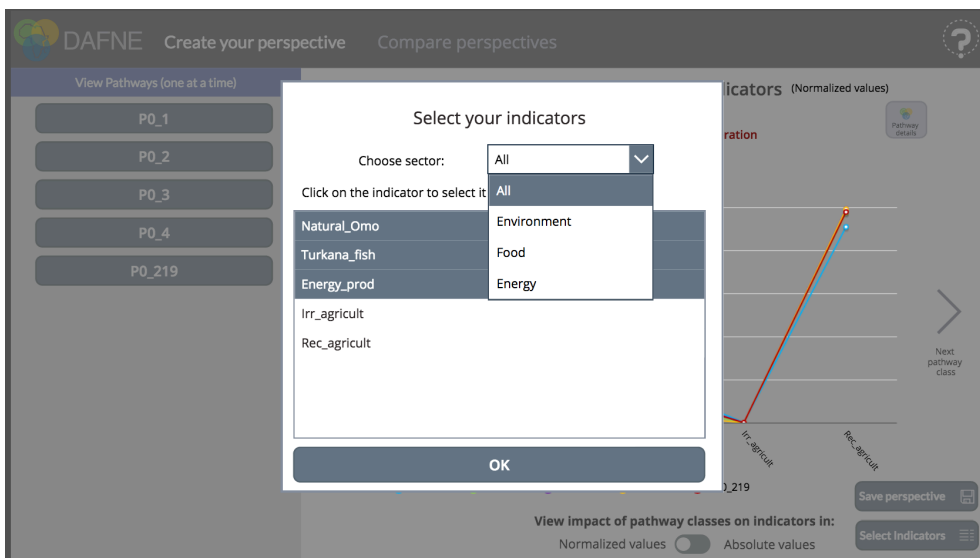 DAFNE Create your perspective Compare perspectives
?
View Pathways (one at a time)
P0_1
P0_2
P0_3
P0_4
P0_219
licators (Normalized values)
ration
Pathway
details
Select your indicators
Choose sector: All
Click on the indicator to select it
All
Environment
Food
Energy
Natural_Omo
Turkana_fish
Energy_prod
Irr_agricult
Rec_agricult
OK
Next
pathway
class
Irr_agricult
Rec_agricult
0_219
Save perspective
View impact of pathway classes on indicators in:
Normalized values Absolute values
Select Indicators